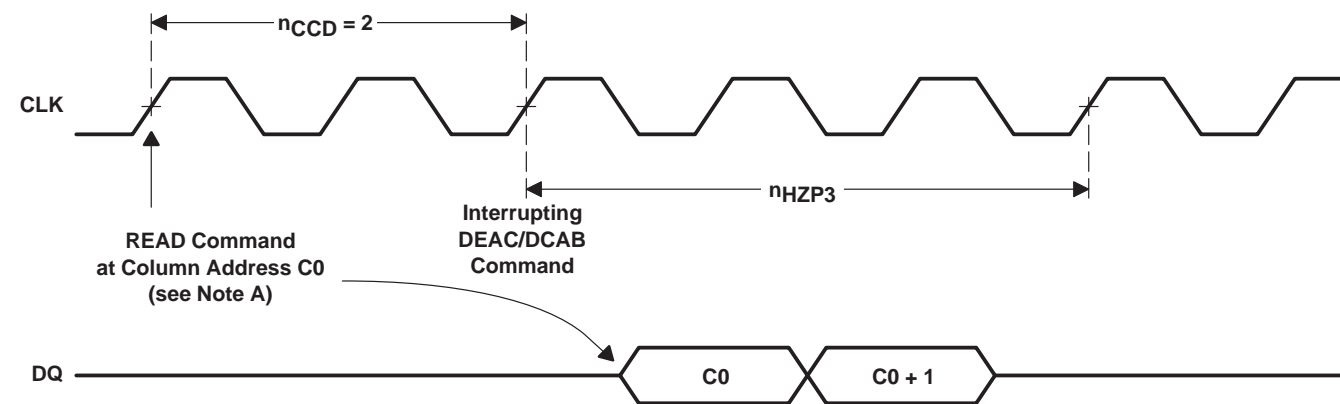 nCCD = 2
CLK
nHZP3
READ Command
at Column Address C0
(see Note A)
Interrupting
DEAC/DCAB
Command
DQ
C0
C0 + 1